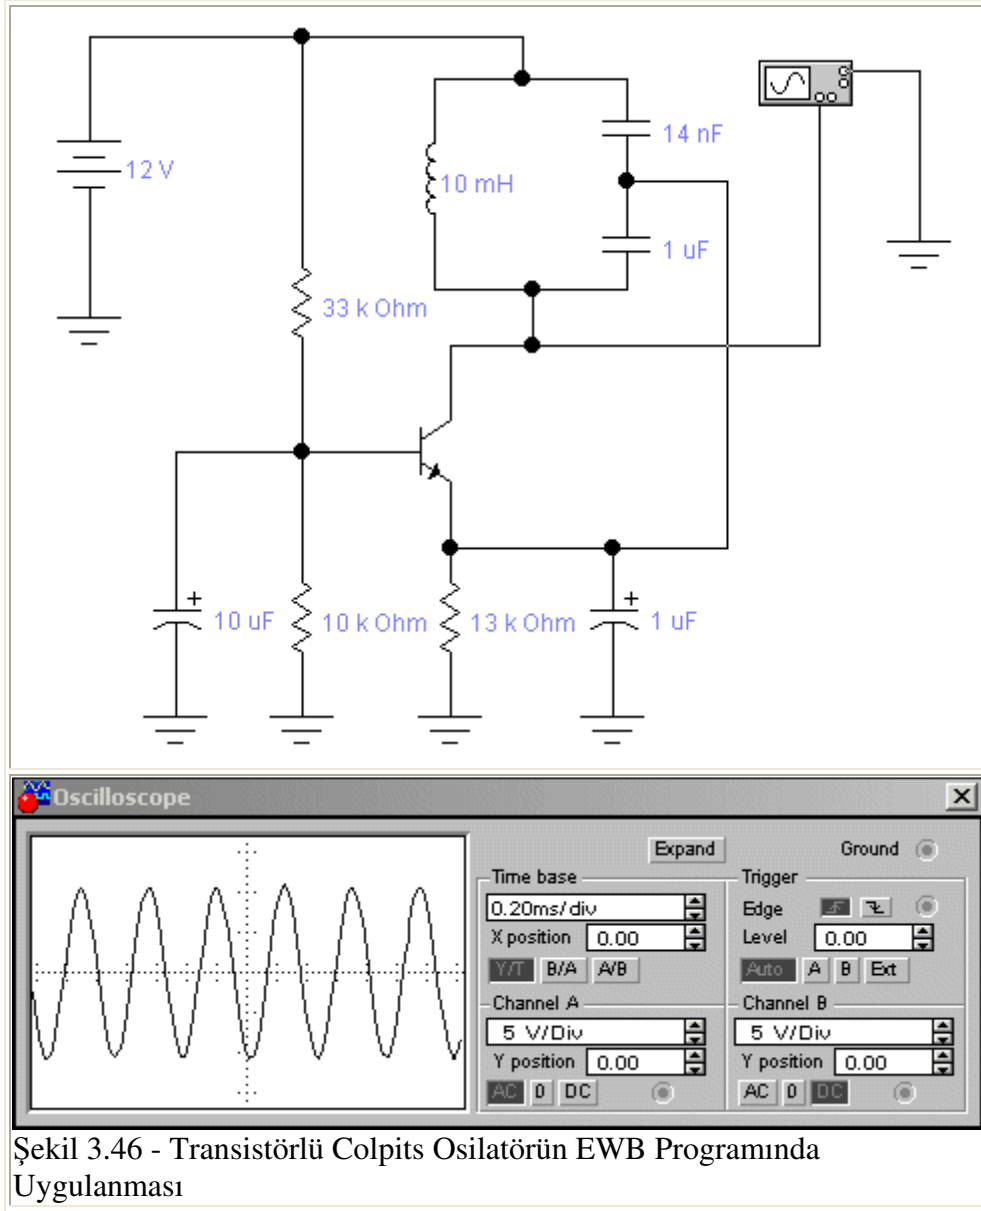 14 nF
12 V
10 mH
1 uF
33 k Ohm
+
+
10 uF
10 k Ohm
13 k Ohm
1 uF
Oscilloscope
Expand
Ground
Time base
Trigger
0.20ms/div
Edge
X position 0.00
Level 0.00
Y/T B/A A/B
Auto A B Ext
Channel A
Channel B
5 V/Div
5 V/Div
Y position 0.00
Y position 0.00
AC 0 DC
AC 0 DC
Şekil 3.46 - Transistörlü Colpits Osilatörün EWB Programında
Uygulanması